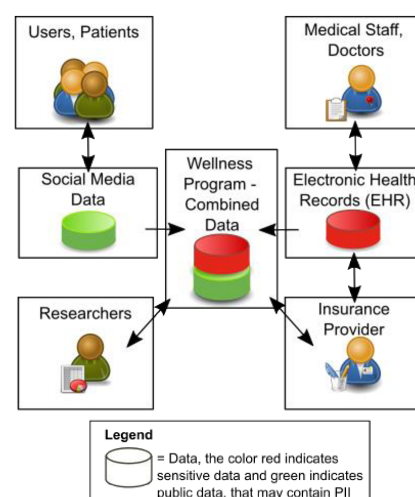 Users, Patients
Medical Staff,
Doctors
Social Media
Data
Wellness
Program -
Combined
Data
Electronic Health
Records (EHR)
Researchers
Insurance
Provider
Legend
= Data, the color red indicates
sensitive data and green indicates
public data, that may contain PII